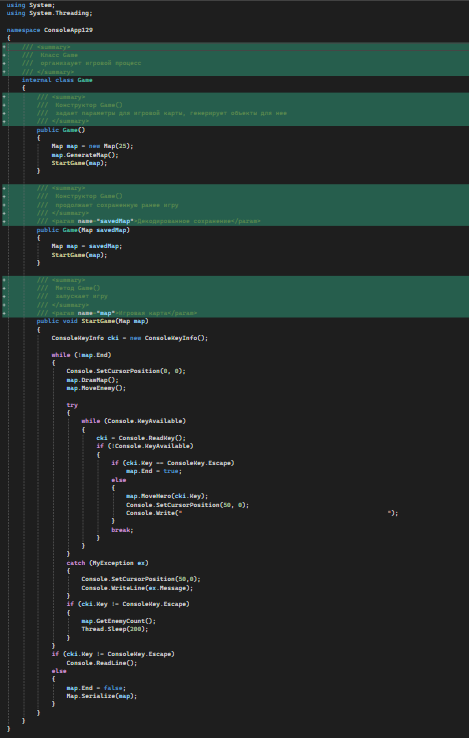 using System;
using System.Threading;
namespace ConsoleApp129
{
/// <summary>
/// Класс Game
/// организует игровой процесс
/// </summary>
internal class Game
{
/// <summary>
/// Конструктор Game()
/// задает параметры для игровой карты, генерирует объекты для нее
/// </summary>
public Game()
{
Map map = new Map(25);
map.GenerateMap();
StartGame(map);
}
/// <summary>
/// Конструктор Game()
/// продолжает сохраненную ранее игру
/// </summary>
/// <param name="savedMap">Декодированное сохранение</param>
public Game(Map savedMap)
{
Map map = savedMap;
StartGame(map);
}
/// <summary>
/// Метод Game()
/// запускает игру
/// </summary>
/// <param name="map">Игровая карта</param>
public void StartGame(Map map)
{
ConsoleKeyInfo cki = new ConsoleKeyInfo();
while (!map.End)
{
Console.SetCursorPosition(0, 0);
map.DrawMap();
map.MoveEnemy();
try
{
while (Console.KeyAvailable)
{
cki = Console.ReadKey();
if (!Console.KeyAvailable)
{
if (cki.Key == ConsoleKey.Escape)
map.End = true;
else
{
map.MoveHero(cki.Key);
Console.SetCursorPosition(50, 0);
Console.Write(" ");
}
break;
}
}
}
catch (MyException ex)
{
Console.SetCursorPosition(50,0);
Console.WriteLine(ex.Message);
}
if (cki.Key != ConsoleKey.Escape)
{
map.GetEnemyCount();
Thread.Sleep(200);
}
}
if (cki.Key != ConsoleKey.Escape)
Console.ReadLine();
else
{
map.End = false;
Map.Serialize(map);
}
}
}
}